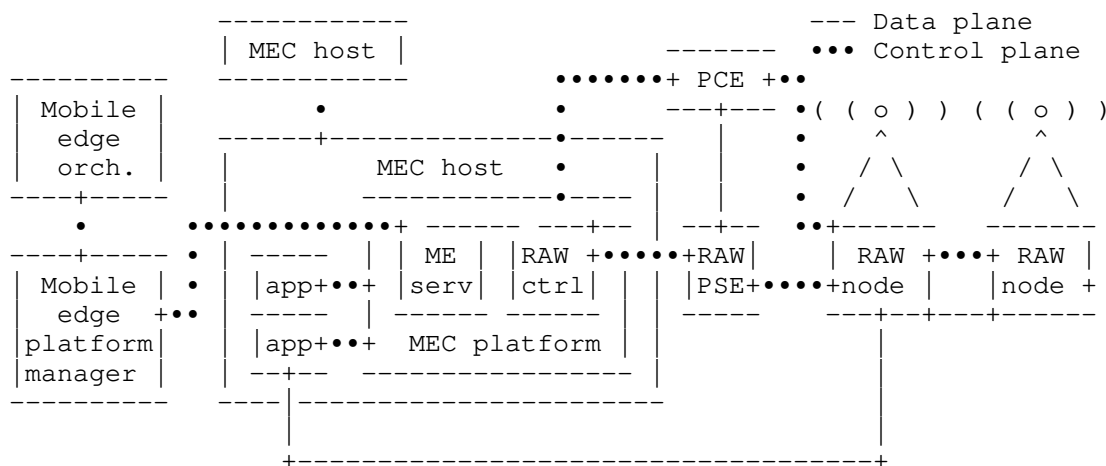 --- Data plane
MEC host
••• Control plane
PCE
Mobile
( ( o ) ) ( ( o ) )
edge
orch.
MEC host
ME RAW RAW RAW RAW
Mobile app serv ctrl PSE node node
edge
platform app MEC platform
manager